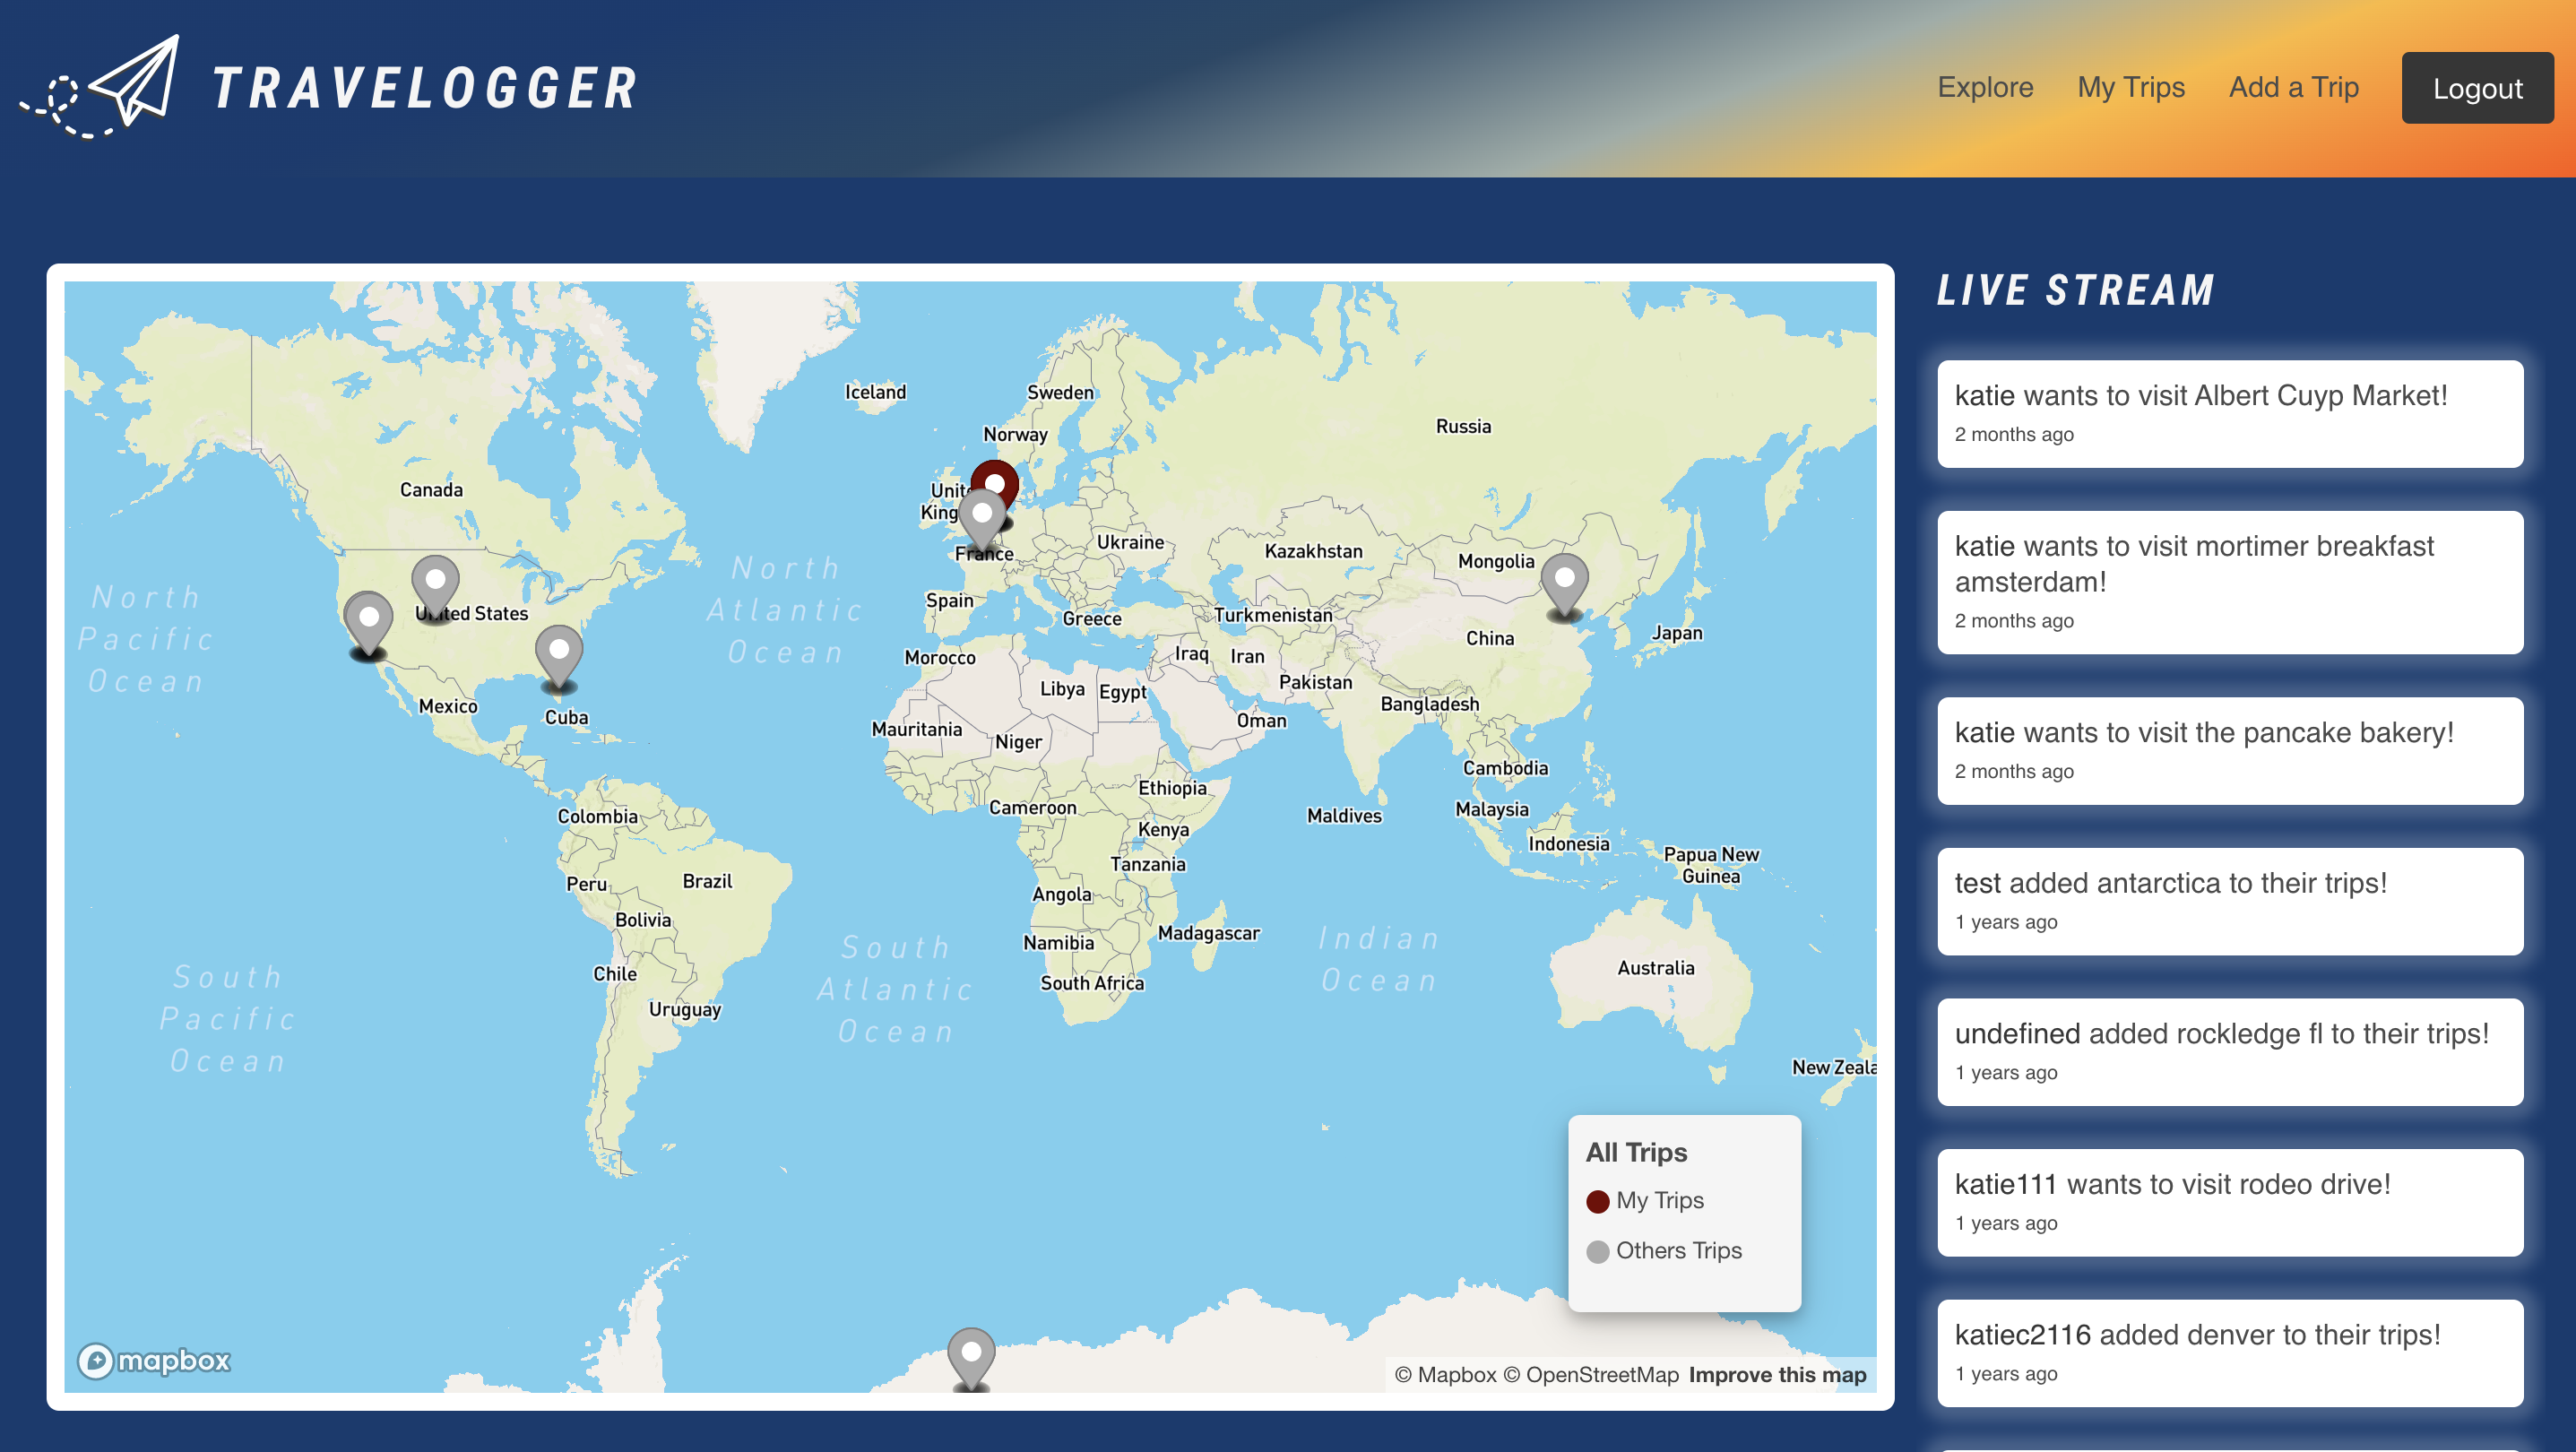 TRAVELOGGER
Explore
My Trips
Add a Trip
Logout
Iceland
Sweden
Norway
Russia
Canada
Unite
King
Ukraine
France
Kazakhstan
Mongolia
North
Pacific
Ocean
North
Atlantic
Ocean
United States
Spain
Greece
Turkmenistan
China
Japan
Morocco
Iraq
Iran
Libya
Egypt
Pakistan
Mexico
Cuba
Bangladesh
Mauritania
Niger
Oman
Cambodia
Ethiopia
Colombia
Cameroon
Maldives
Malaysia
Kenya
Indonesia
Tanzania
Papua New
Guinea
Peru
Brazil
Angola
Bolivia
Namibia
Madagascar
South
Atlantic
Ocean
Indian
Ocean
Chile
South
Pacific
Ocean
South Africa
Australia
Uruguay
New Zeala
All Trips
My Trips
Others Trips
mapbox
© Mapbox © OpenStreetMap Improve this map
LIVE STREAM
katie wants to visit Albert Cuyp Market!
2 months ago
katie wants to visit mortimer breakfast
amsterdam!
2 months ago
katie wants to visit the pancake bakery!
2 months ago
test added antarctica to their trips!
1 years ago
undefined added rockledge fl to their trips!
1 years ago
katie111 wants to visit rodeo drive!
1 years ago
katiec2116 added denver to their trips!
1 years ago